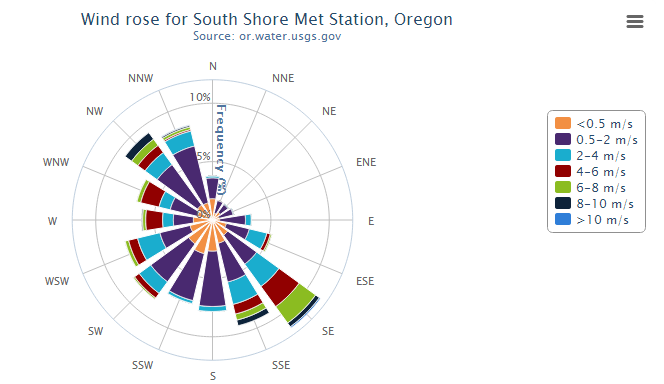 Wind rose for South Shore Met Station, Oregon
Source: or.water.usgs.gov
N
NNW
NNE
NW
NE
WNW
ENE
W
E
WSW
ESE
SW
SE
SSW
SSE
S
10%
5%
0%
Frequency (%)
<0.5 m/s
0.5–2 m/s
2–4 m/s
4–6 m/s
6–8 m/s
8–10 m/s
>10 m/s